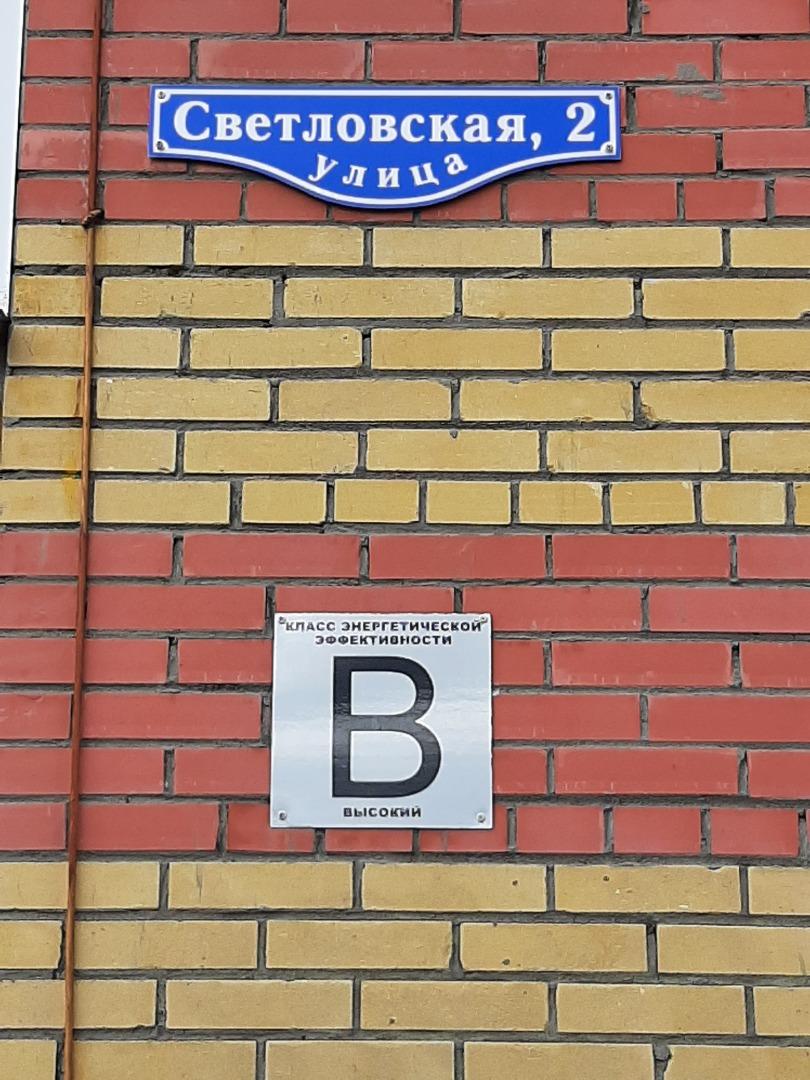 Светловская, 2
улица
КЛАСС ЭНЕРГЕТИЧЕСКОЙ
ЭФФЕКТИВНОСТИ
В
ВЫСОКИЙ